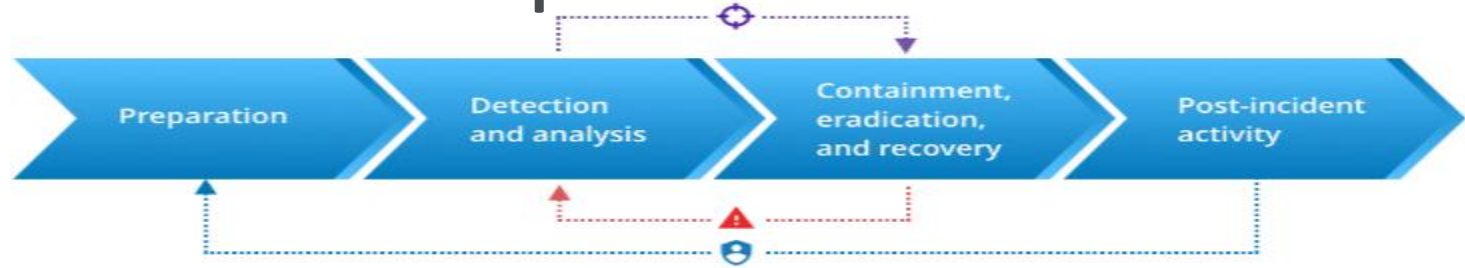 Preparation
Detection
and analysis
Containment,
eradication,
and recovery
Post-incident
activity